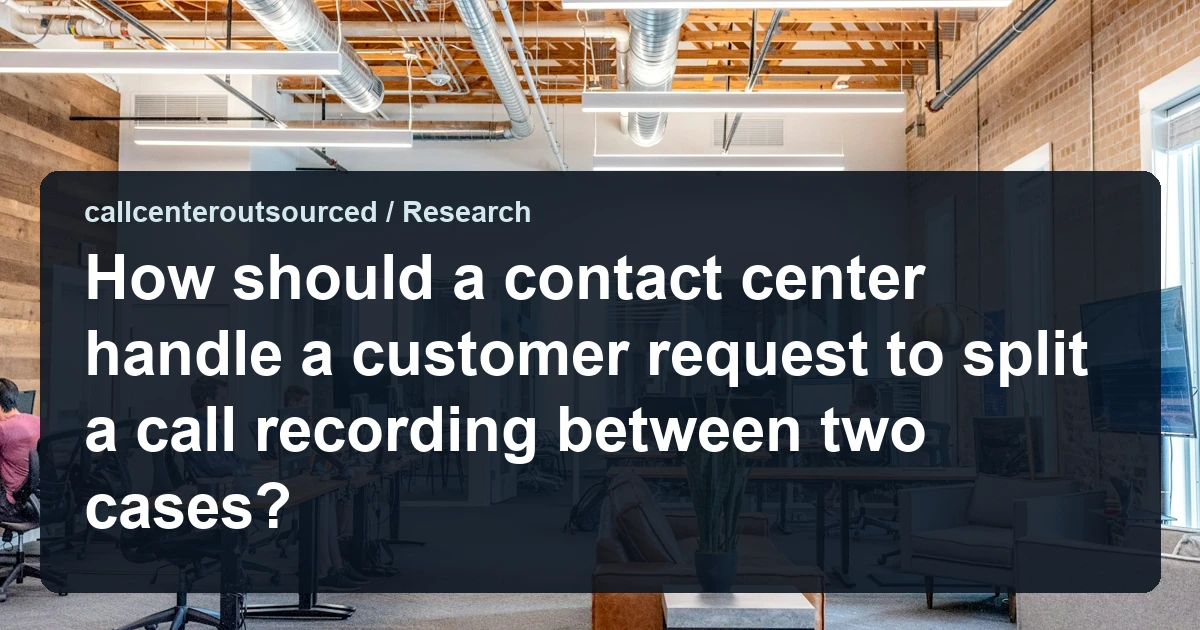 callcenteroutsourced / Research
How should a contact center
handle a customer request to split
a call recording between two
cases?